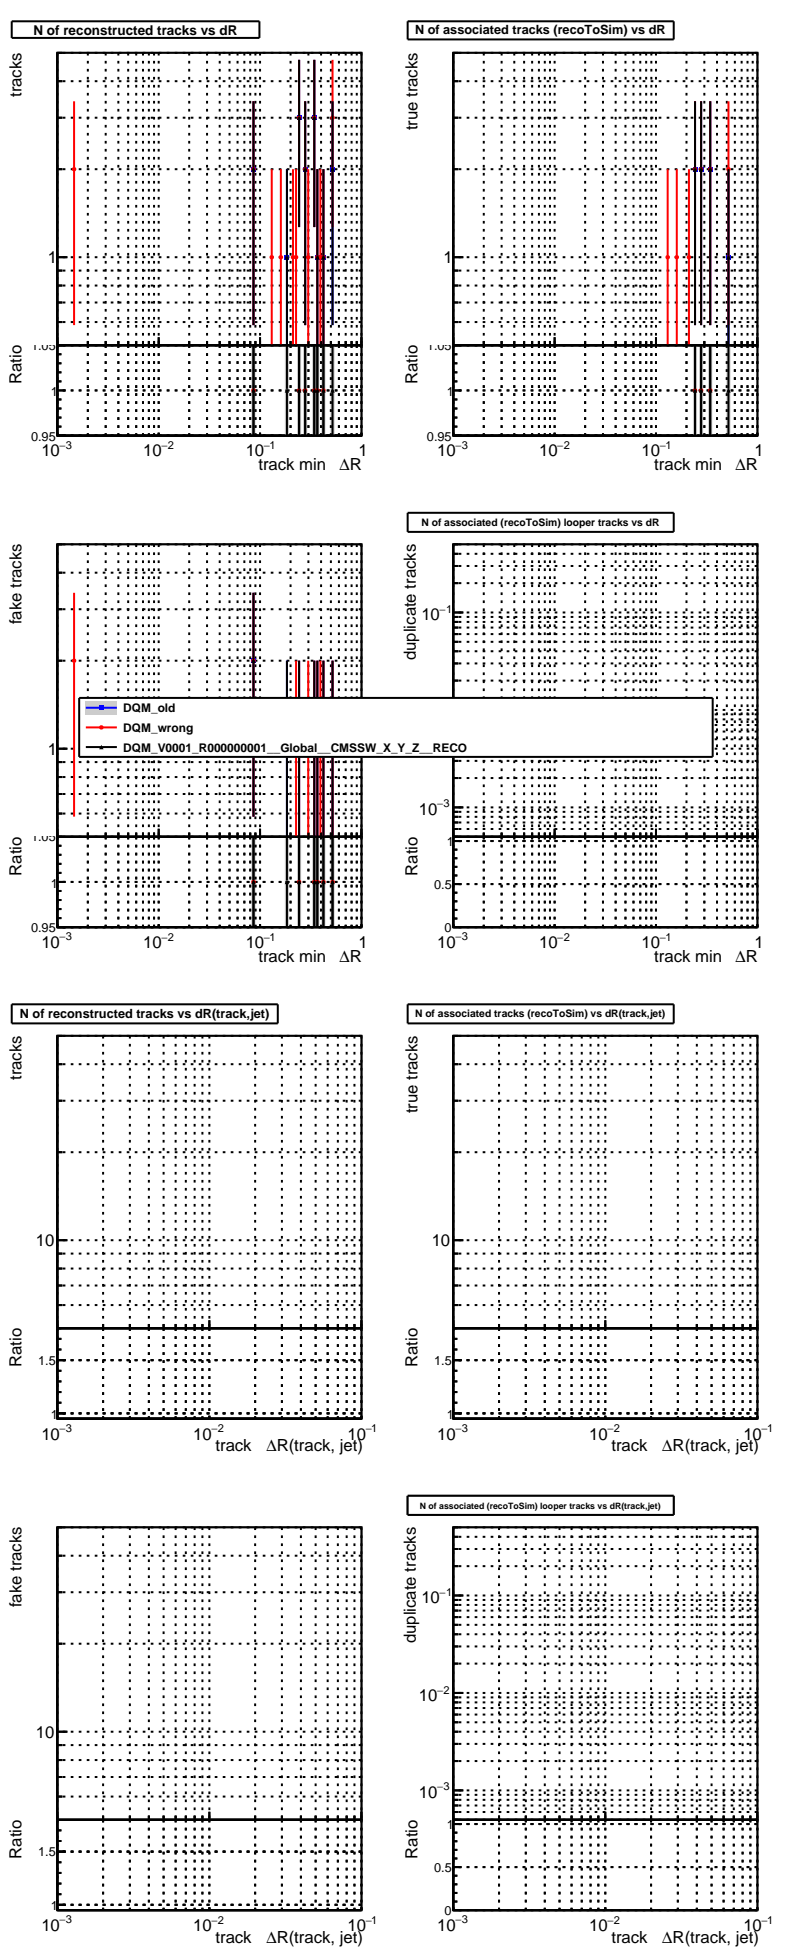 N of reconstructed tracks vs dR
N of associated tracks (recoToSim) vs dR
tracks
true tracks
1
1
Ratio
Ratio
1.05
1.05
1
1
0.95
0.95
10−3 10−2 10−1 1
10−3 10−2 10−1 1
track min ΔR
track min ΔR
N of associated (recoToSim) looper tracks vs dR
fake tracks
duplicate tracks
10−1
DQM_old
DQM_wrong
DQM_V0001_R000000001__Global__CMSSW_X_Y_Z__RECO
1
10−3
Ratio
Ratio
1.05
1
1
0.5
0.95
0
10−3 10−2 10−1 1
10−3 10−2 10−1 1
track min ΔR
track min ΔR
N of reconstructed tracks vs dR(track,jet)
N of associated tracks (recoToSim) vs dR(track,jet)
tracks
true tracks
10
10
Ratio
Ratio
1.5
1.5
1
1
10−3 10−2 10−1
10−3 10−2 10−1
track ΔR(track, jet)
track ΔR(track, jet)
N of associated (recoToSim) looper tracks vs dR(track,jet)
fake tracks
duplicate tracks
10−1
10−2
10
10−3
Ratio
Ratio
1
1.5
0.5
1
0
10−3 10−2 10−1
10−3 10−2 10−1
track ΔR(track, jet)
track ΔR(track, jet)